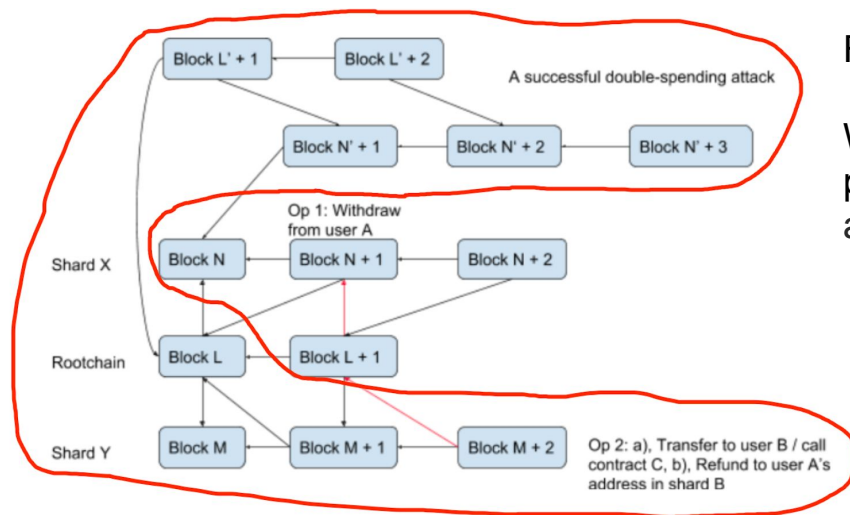 Block L' + 1
Block L' + 2
A successful double-spending attack
Block N' + 1
Block N' + 2
Block N' + 3
Op 1: Withdraw
from user A
Shard X
Block N
Block N + 1
Block N + 2
Rootchain
Block L
Block L + 1
Shard Y
Block M
Block M + 1
Block M + 2
Op 2: a), Transfer to user B / call
contract C, b), Refund to user A's
address in shard B